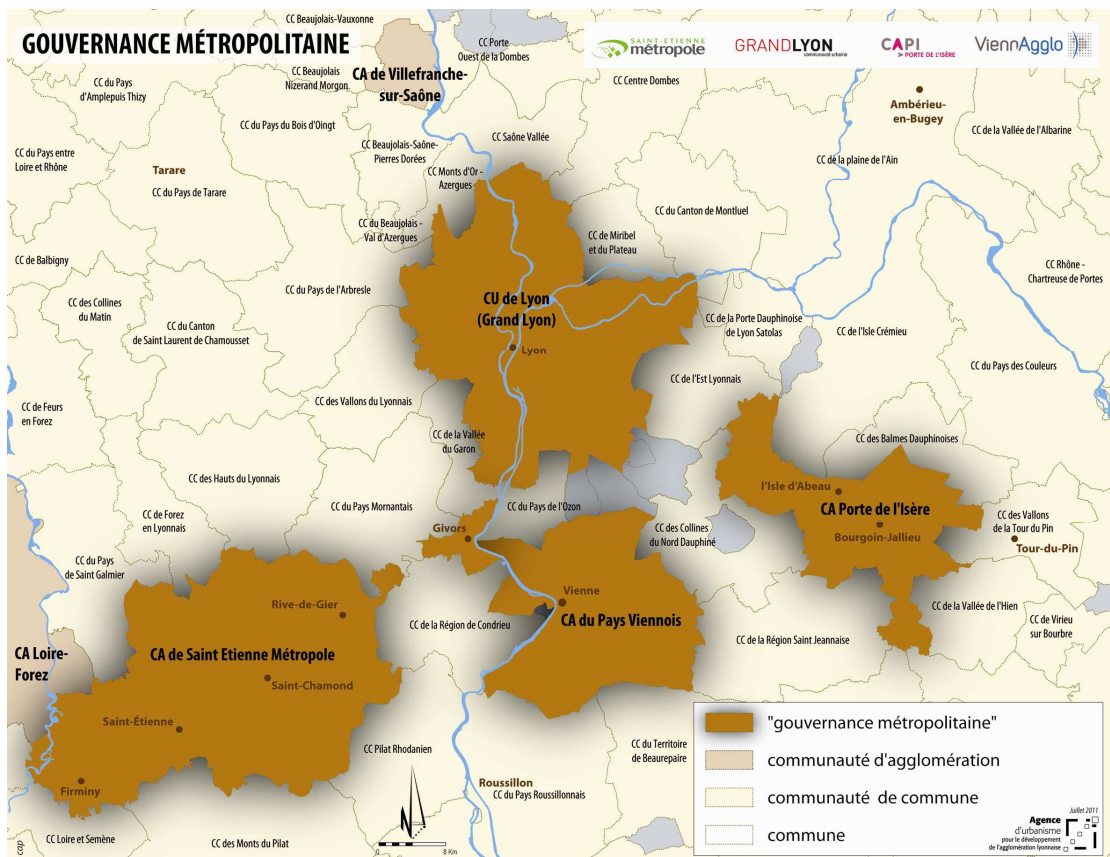 GOUVERNANCE MÉTROPOLITAINE
SAINT-ETIENNE
métropole
GRANDLYON
communauté urbaine
CAPI
PORTE DE L'ISÈRE
ViennAgglo
CC Beaujolais-Vauxonne
CC Porte
Ouest de la Dombes
CC Beaujolais
Nizerand Morgon
CA de Villefranche-
sur-Saône
CC du Pays
d'Amplepuis Thizy
CC Centre Dombes
Ambérieu-
en-Bugey
CC du Pays du Bois d'Oingt
CC Saône Vallée
CC de la Vallée de l'Albarine
CC du Pays entre
Loire et Rhône
Tarare
CC Beaujolais-Saône-
Pierres Dorées
CC de la plaine de l'Ain
CC Monts d'Or -
Azergues
CC du Pays de Tarare
CC du Canton de Montluel
CC du Beaujolais -
Val d'Azergues
CC de Miribel
et du Plateau
CC de Balbigny
CC Rhône -
Chartreuse de Portes
CC du Pays de l'Arbresle
CC des Collines
du Matin
CU de Lyon
(Grand Lyon)
CC du Canton
de Saint Laurent de Chamousset
CC de la Porte Dauphinoise
de Lyon Satolas
CC de l'Isle Crémieu
Lyon
CC du Pays des Couleurs
CC de l'Est Lyonnais
CC des Vallons du Lyonnais
CC de Feurs
en Forez
CC de la Vallée
du Garon
CC des Balmes Dauphinoises
CC des Hauts du Lyonnais
l'Isle d'Abeau
CC du Pays Mornantais
CC du Pays de l'Ozon
CA Porte de l'Isère
CC de Forez
en Lyonnais
Givors
CC des Collines
du Nord Dauphiné
Bourgoin-Jallieu
CC des Vallons
de la Tour du Pin
Tour-du-Pin
CC du Pays
de Saint Galmier
Vienne
Rive-de-Gier
CC de la Vallée de l'Hien
CC de la Région de Condrieu
CA du Pays Viennois
CC de Virieu
sur Bourbre
CC de la Région Saint Jeannaise
CA Loire-
Forez
CA de Saint Etienne Métropole
Saint-Chamond
Saint-Étienne
CC Pilat Rhodanien
CC du Territoire
de Beaurepaire
Firminy
Roussillon
CC du Pays Roussillonnais
CC Loire et Semène
CC des Monts du Pilat
N
0
8 Km
cap
"gouvernance métropolitaine"
communauté d'agglomération
communauté de commune
commune
Juillet 2011
Agence
d'urbanisme
pour le développement
de l'agglomération lyonnaise